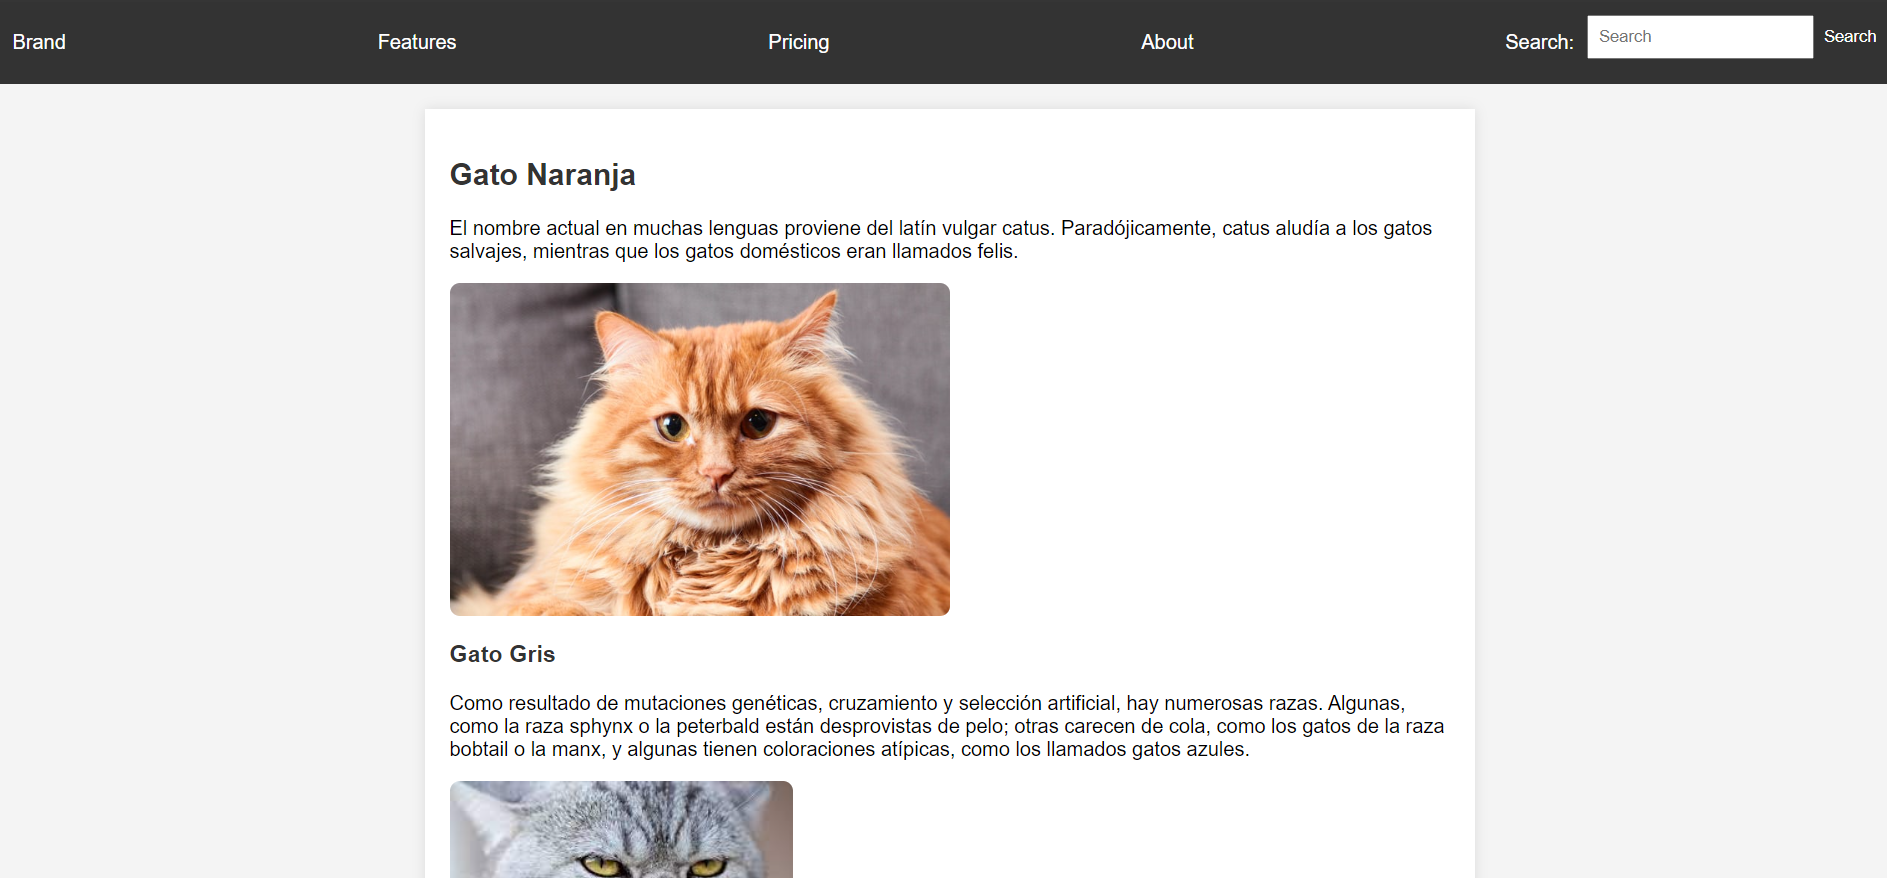 Brand Features Pricing About Search: Search Search
Gato Naranja
El nombre actual en muchas lenguas proviene del latín vulgar catus. Paradójicamente, catus aludía a los gatos
salvajes, mientras que los gatos domésticos eran llamados felis.
Gato Gris
Como resultado de mutaciones genéticas, cruzamiento y selección artificial, hay numerosas razas. Algunas,
como la raza sphynx o la peterbald están desprovistas de pelo; otras carecen de cola, como los gatos de la raza
bobtail o la manx, y algunas tienen coloraciones atípicas, como los llamados gatos azules.